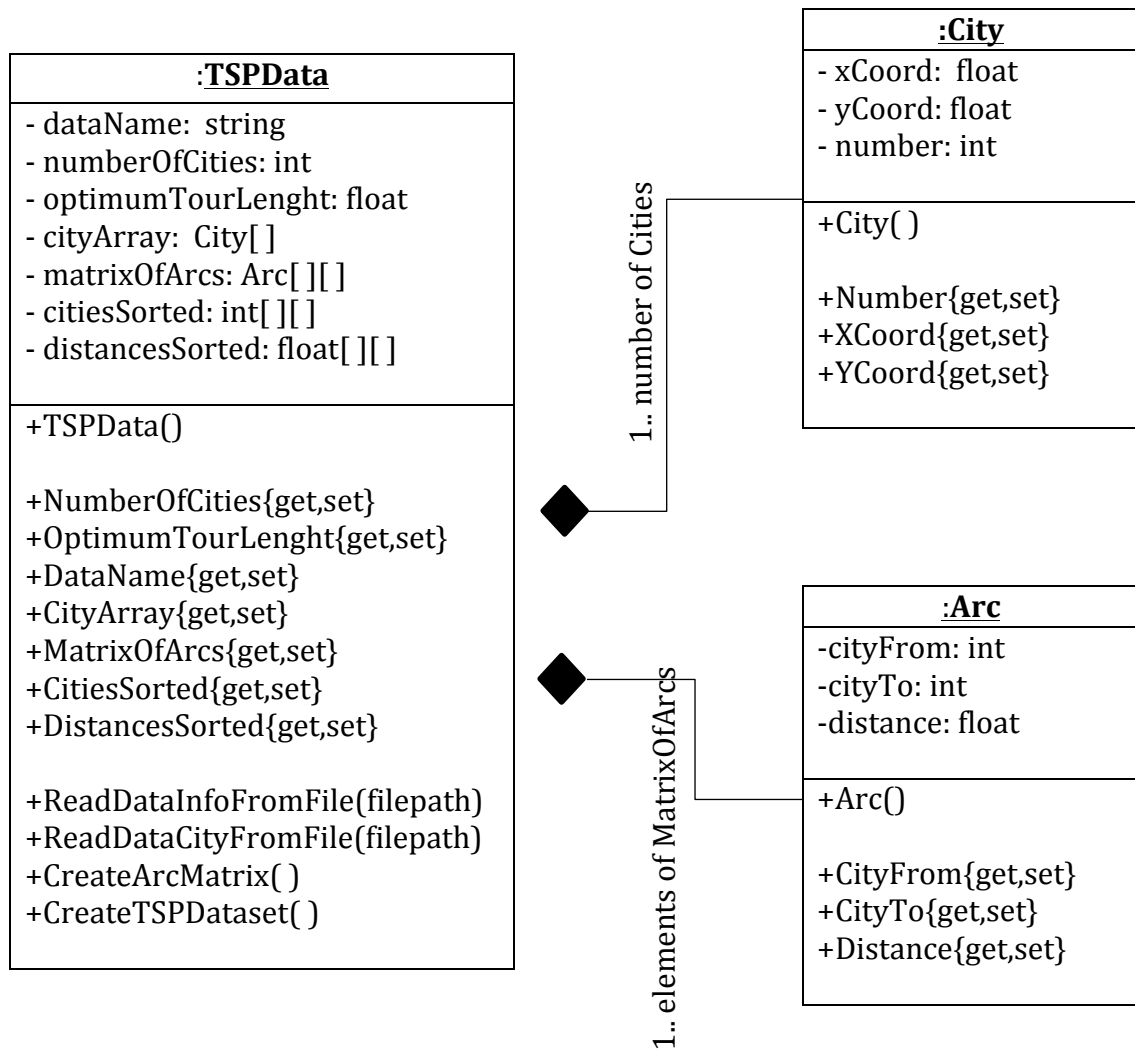 :TSPData
- dataName: string
- numberOfCities: int
- optimumTourLenght: float
- cityArray: City[ ]
- matrixOfArcs: Arc[ ][ ]
- citiesSorted: int[ ][ ]
- distancesSorted: float[ ][ ]
+TSPData()
+NumberOfCities{get,set}
+OptimumTourLenght{get,set}
+DataName{get,set}
+CityArray{get,set}
+MatrixOfArcs{get,set}
+CitiesSorted{get,set}
+DistancesSorted{get,set}
+ReadDataInfoFromFile(filepath)
+ReadDataCityFromFile(filepath)
+CreateArcMatrix( )
+CreateTSPDataset( )
1.. number of Cities
1.. elements of MatrixOfArcs
:City
- xCoord: float
- yCoord: float
- number: int
+City( )
+Number{get,set}
+XCoord{get,set}
+YCoord{get,set}
:Arc
-cityFrom: int
-cityTo: int
-distance: float
+Arc()
+CityFrom{get,set}
+CityTo{get,set}
+Distance{get,set}